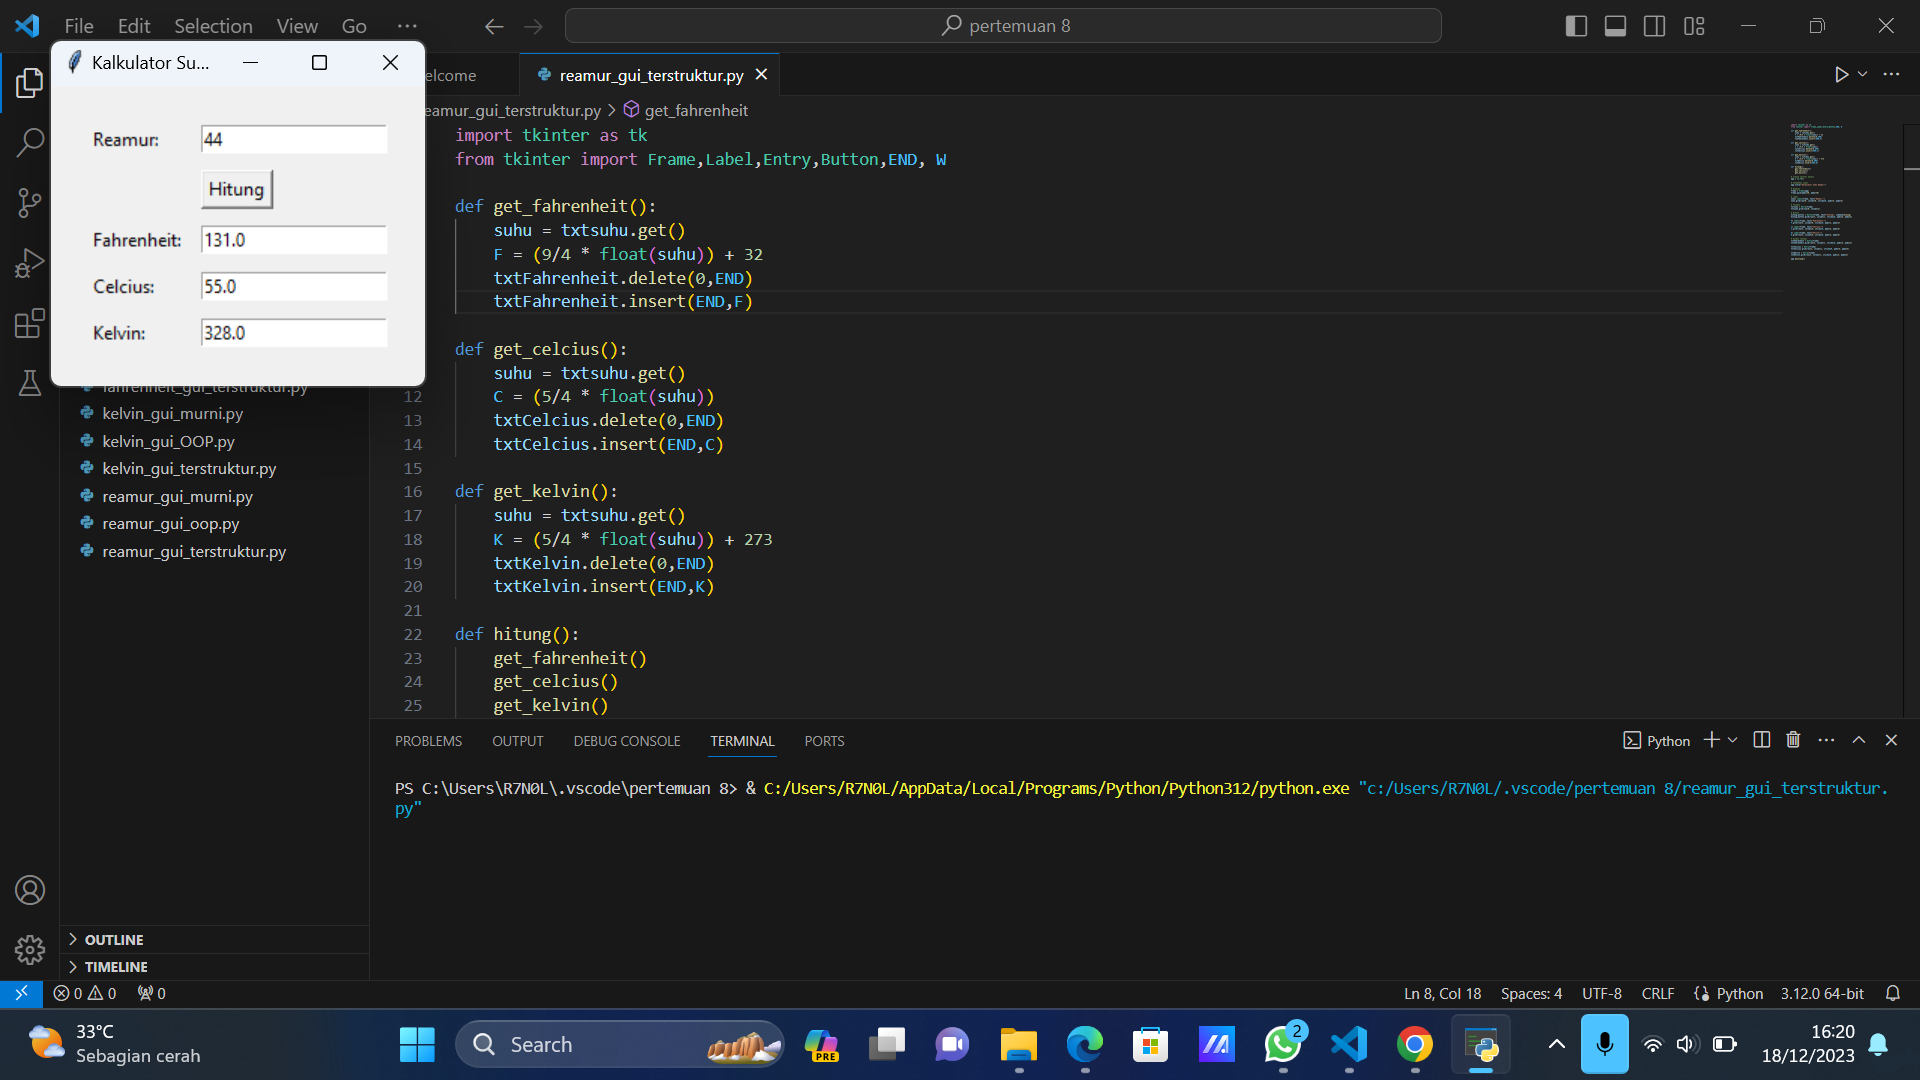 File Edit Selection View Go ···
pertemuan 8
Kalkulator Su...
Reamur: 44
Hitung
Fahrenheit: 131.0
Celcius: 55.0
Kelvin: 328.0
elcome
reamur_gui_terstruktur.py
eamur_gui_terstruktur.py > get_fahrenheit
import tkinter as tk
from tkinter import Frame,Label,Entry,Button,END, W
def get_fahrenheit():
suhu = txtsuhu.get()
F = (9/4 * float(suhu)) + 32
txtFahrenheit.delete(0,END)
txtFahrenheit.insert(END,F)
def get_celcius():
suhu = txtsuhu.get()
12 C = (5/4 * float(suhu))
13 txtCelcius.delete(0,END)
14 txtCelcius.insert(END,C)
15
16 def get_kelvin():
17 suhu = txtsuhu.get()
18 K = (5/4 * float(suhu)) + 273
19 txtKelvin.delete(0,END)
20 txtKelvin.insert(END,K)
21
22 def hitung():
23 get_fahrenheit()
24 get_celcius()
25 get_kelvin()
fahrenheit_gui_terstruktur.py
kelvin_gui_murni.py
kelvin_gui_OOP.py
kelvin_gui_terstruktur.py
reamur_gui_murni.py
reamur_gui_oop.py
reamur_gui_terstruktur.py
OUTLINE
TIMELINE
PROBLEMS OUTPUT DEBUG CONSOLE TERMINAL PORTS
Python
PS C:\Users\R7N0L\.vscode\pertemuan 8> & C:/Users/R7N0L/AppData/Local/Programs/Python/Python312/python.exe "c:/Users/R7N0L/.vscode/pertemuan 8/reamur_gui_terstruktur.
py"
0 0 0
Ln 8, Col 18 Spaces: 4 UTF-8 CRLF Python 3.12.0 64-bit
33°C
Sebagian cerah
Search
PRE
2
16:20
18/12/2023